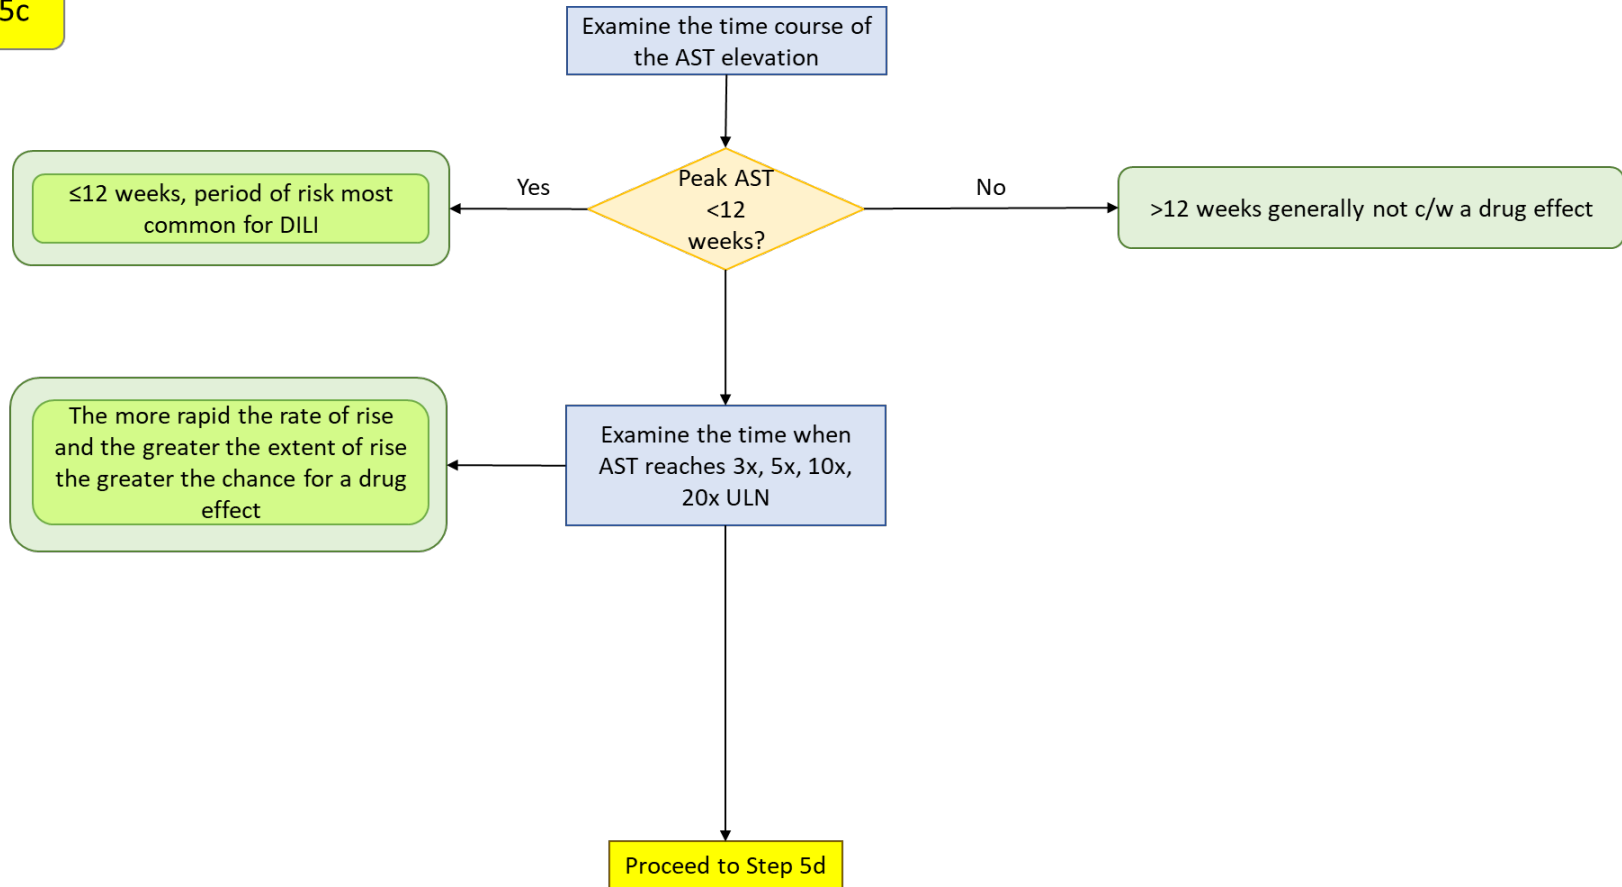 5c
Examine the time course of
the AST elevation
Yes
Peak AST
<12
weeks?
No
≤12 weeks, period of risk most
common for DILI
>12 weeks generally not c/w a drug effect
The more rapid the rate of rise
and the greater the extent of rise
the greater the chance for a drug
effect
Examine the time when
AST reaches 3x, 5x, 10x,
20x ULN
Proceed to Step 5d